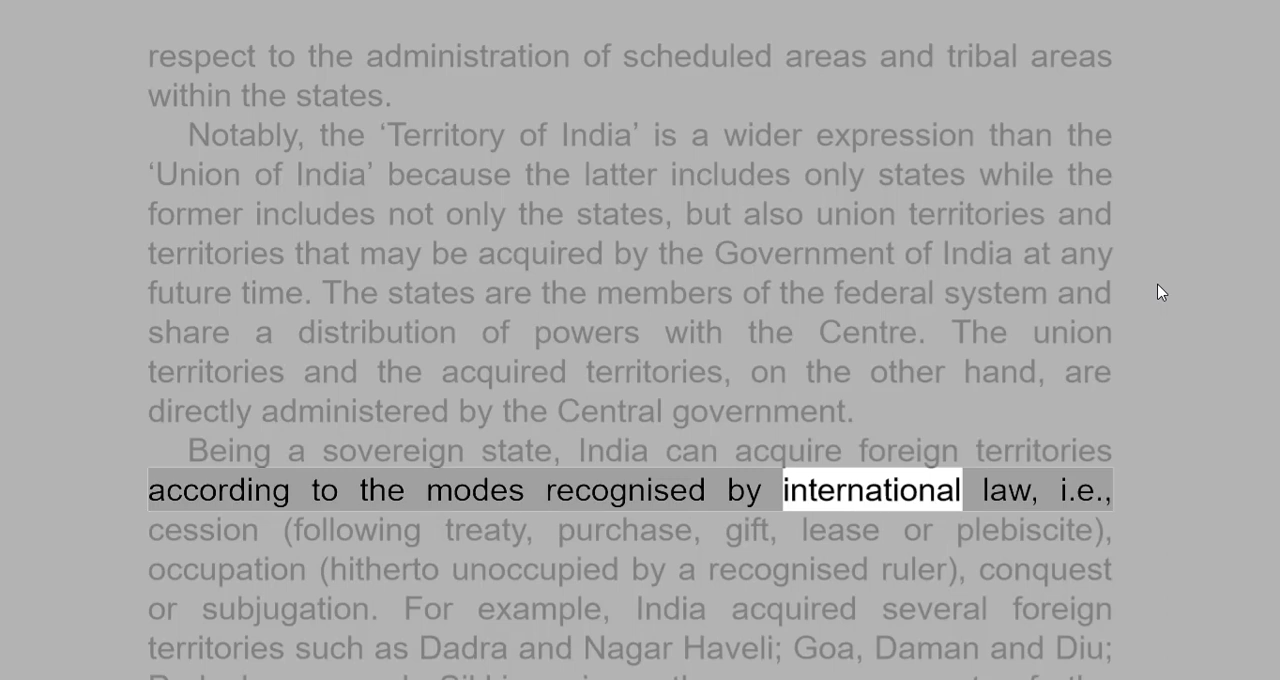 respect to the administration of scheduled areas and tribal areas
within the states.
Notably, the ‘Territory of India’ is a wider expression than the
‘Union of India’ because the latter includes only states while the
former includes not only the states, but also union territories and
territories that may be acquired by the Government of India at any
future time. The states are the members of the federal system and
share a distribution of powers with the Centre. The union
territories and the acquired territories, on the other hand, are
directly administered by the Central government.
Being a sovereign state, India can acquire foreign territories
according to the modes recognised by international law, i.e.,
cession (following treaty, purchase, gift, lease or plebiscite),
occupation (hitherto unoccupied by a recognised ruler), conquest
or subjugation. For example, India acquired several foreign
territories such as Dadra and Nagar Haveli; Goa, Daman and Diu;